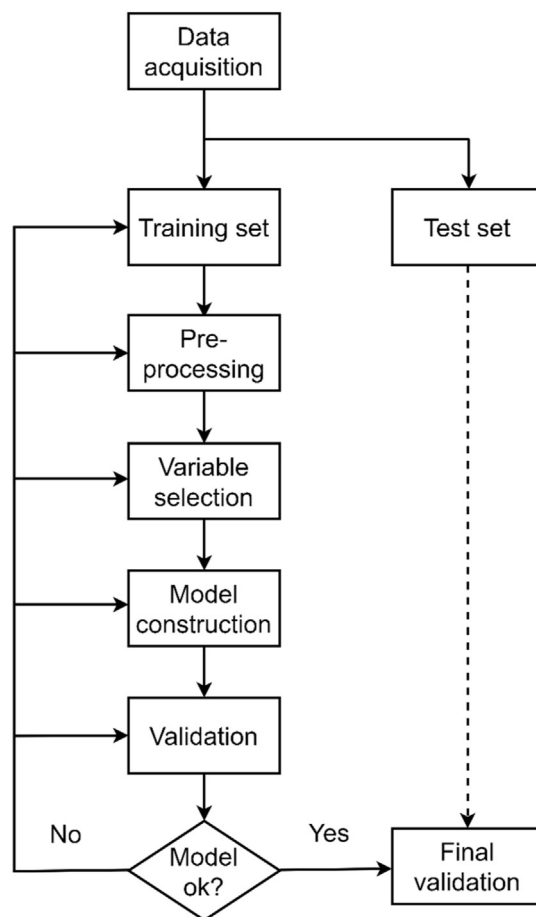 Data
acquisition
Training set
Test set
Pre-
processing
Variable
selection
Model
construction
Validation
No
Model
ok?
Yes
Final
validation